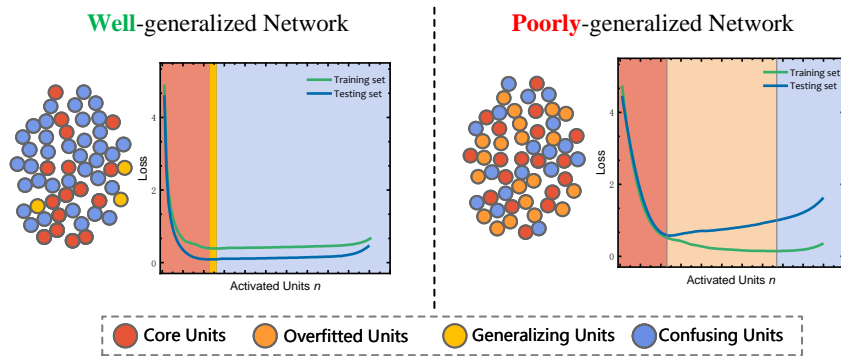 Well-generalized Network
Training set
Testing set
4
2
0
Loss
Activated Units n
Poorly-generalized Network
Training set
Testing set
4
2
0
Loss
Activated Units n
Core Units
Overfitted Units
Generalizing Units
Confusing Units